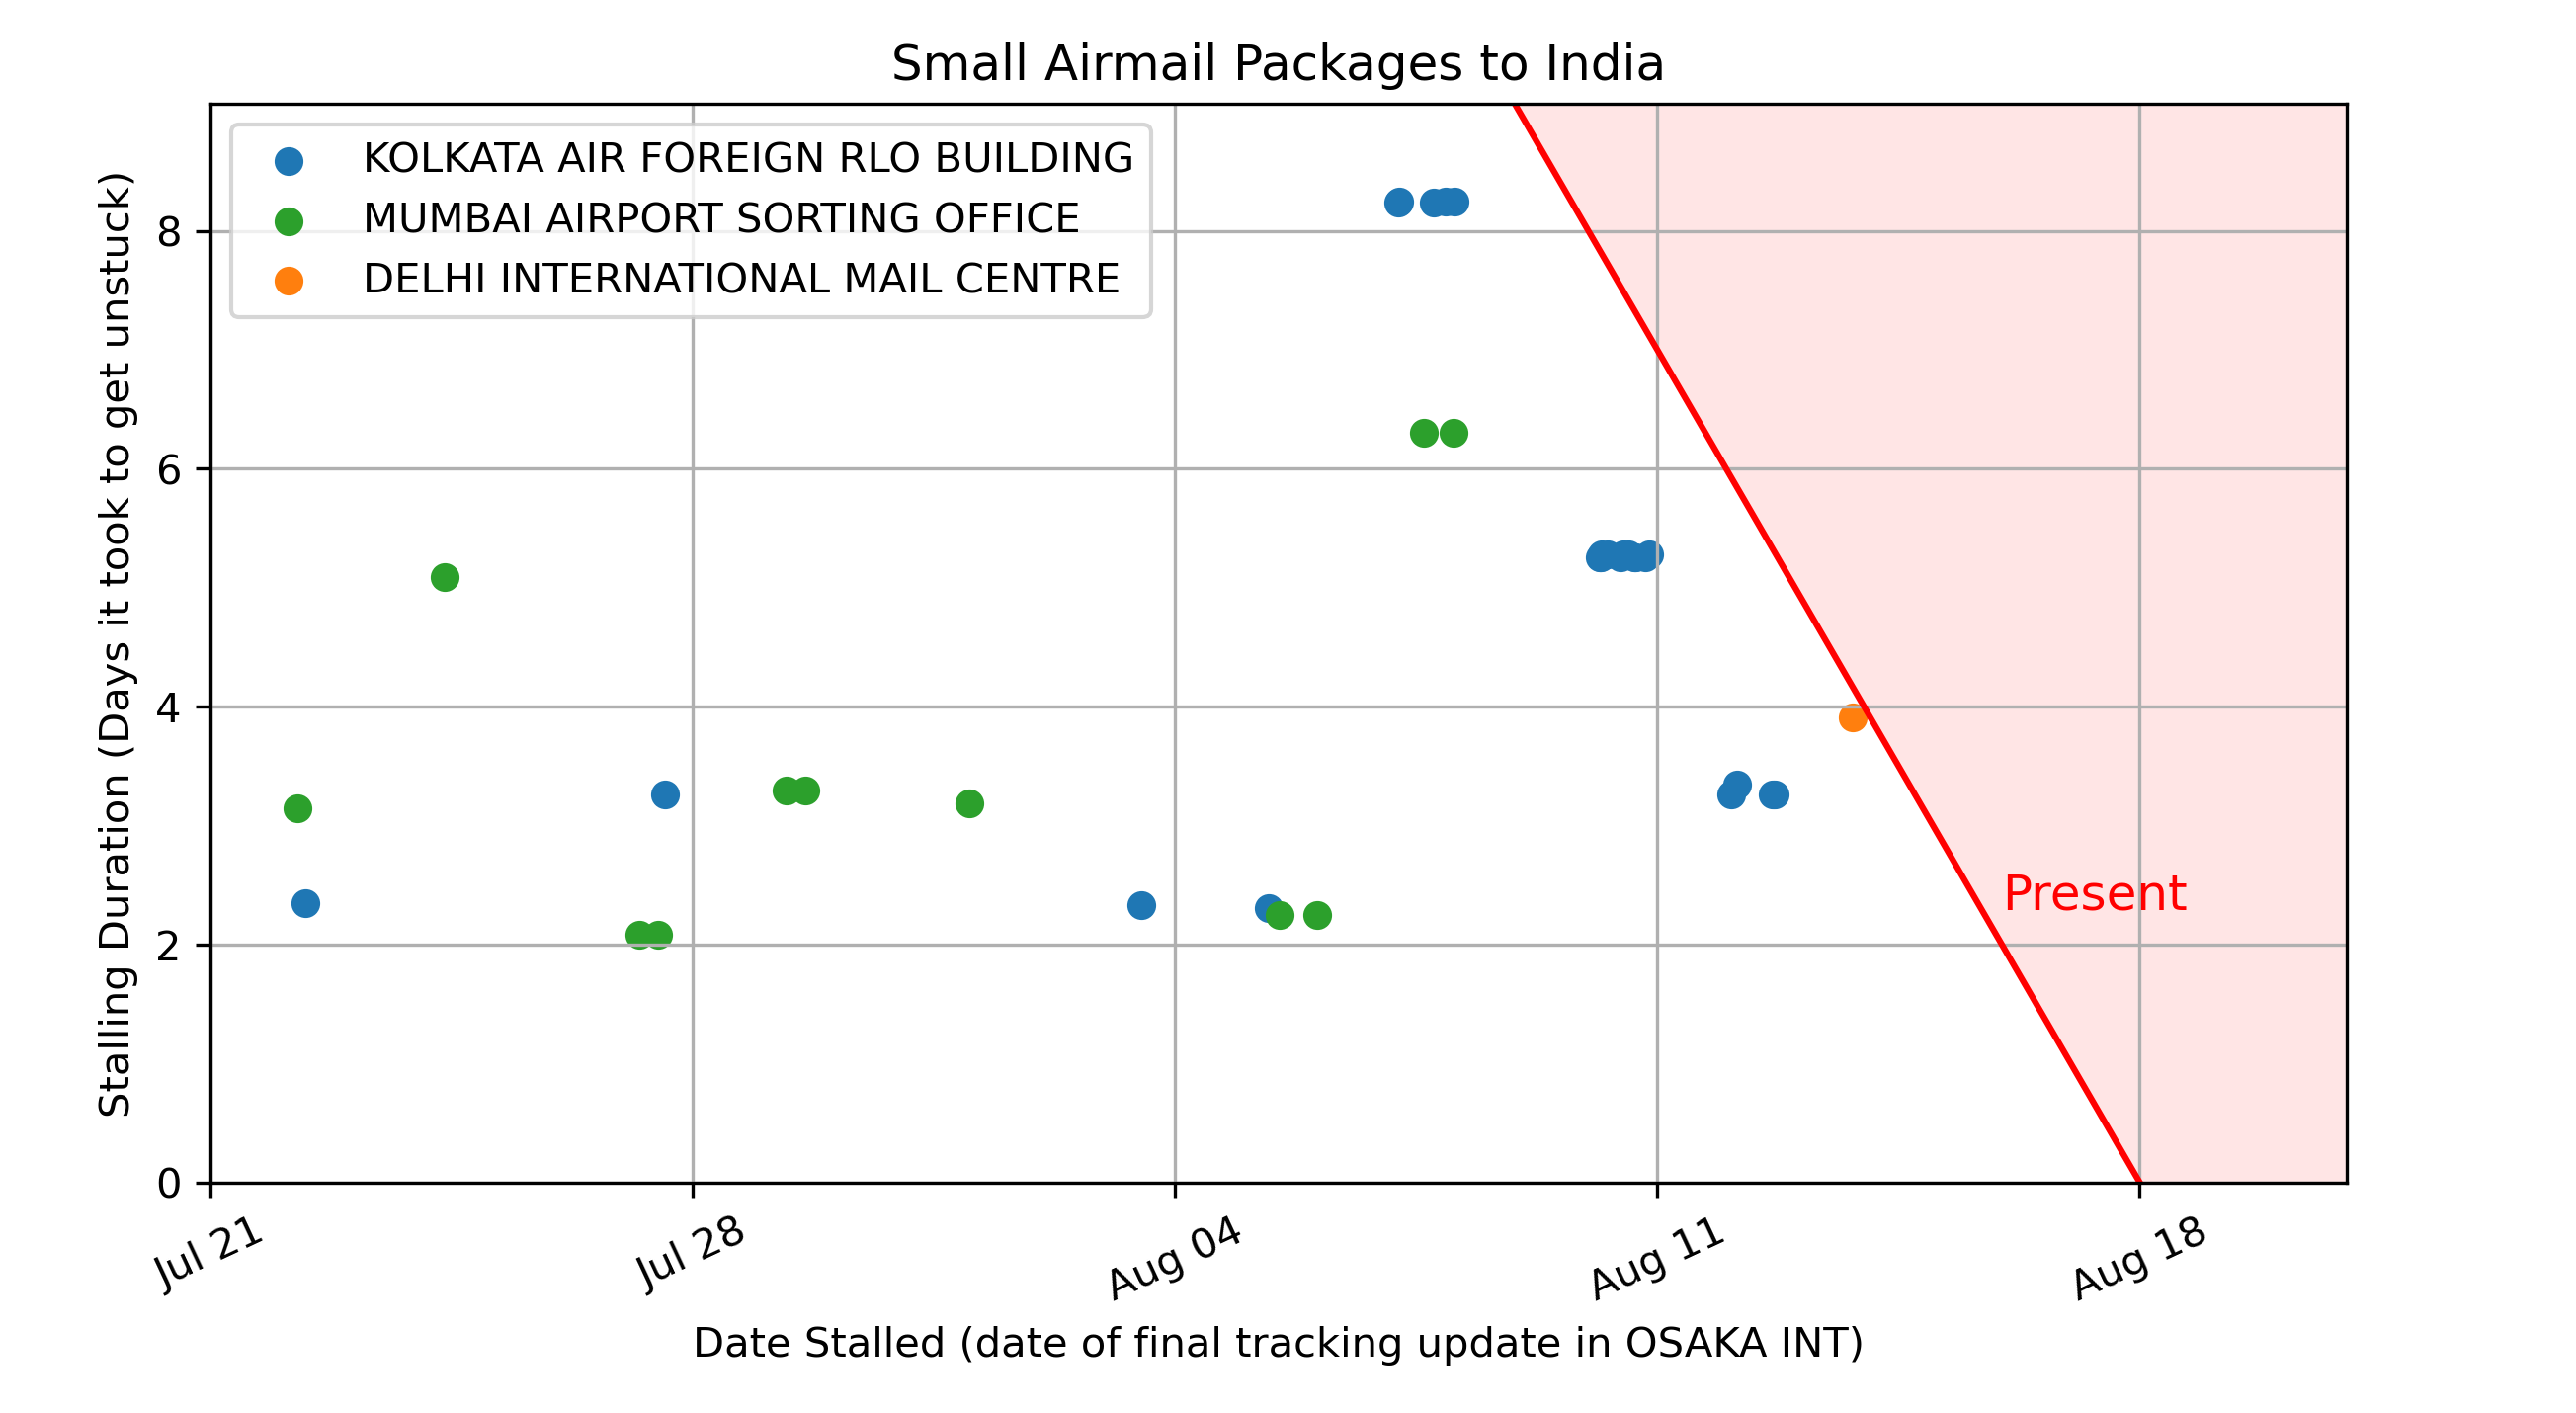 Small Airmail Packages to India
KOLKATA AIR FOREIGN RLO BUILDING
MUMBAI AIRPORT SORTING OFFICE
DELHI INTERNATIONAL MAIL CENTRE
Stalling Duration (Days it took to get unstuck)
8
6
4
2
0
Present
Jul 21
Jul 28
Aug 04
Aug 11
Aug 18
Date Stalled (date of final tracking update in OSAKA INT)